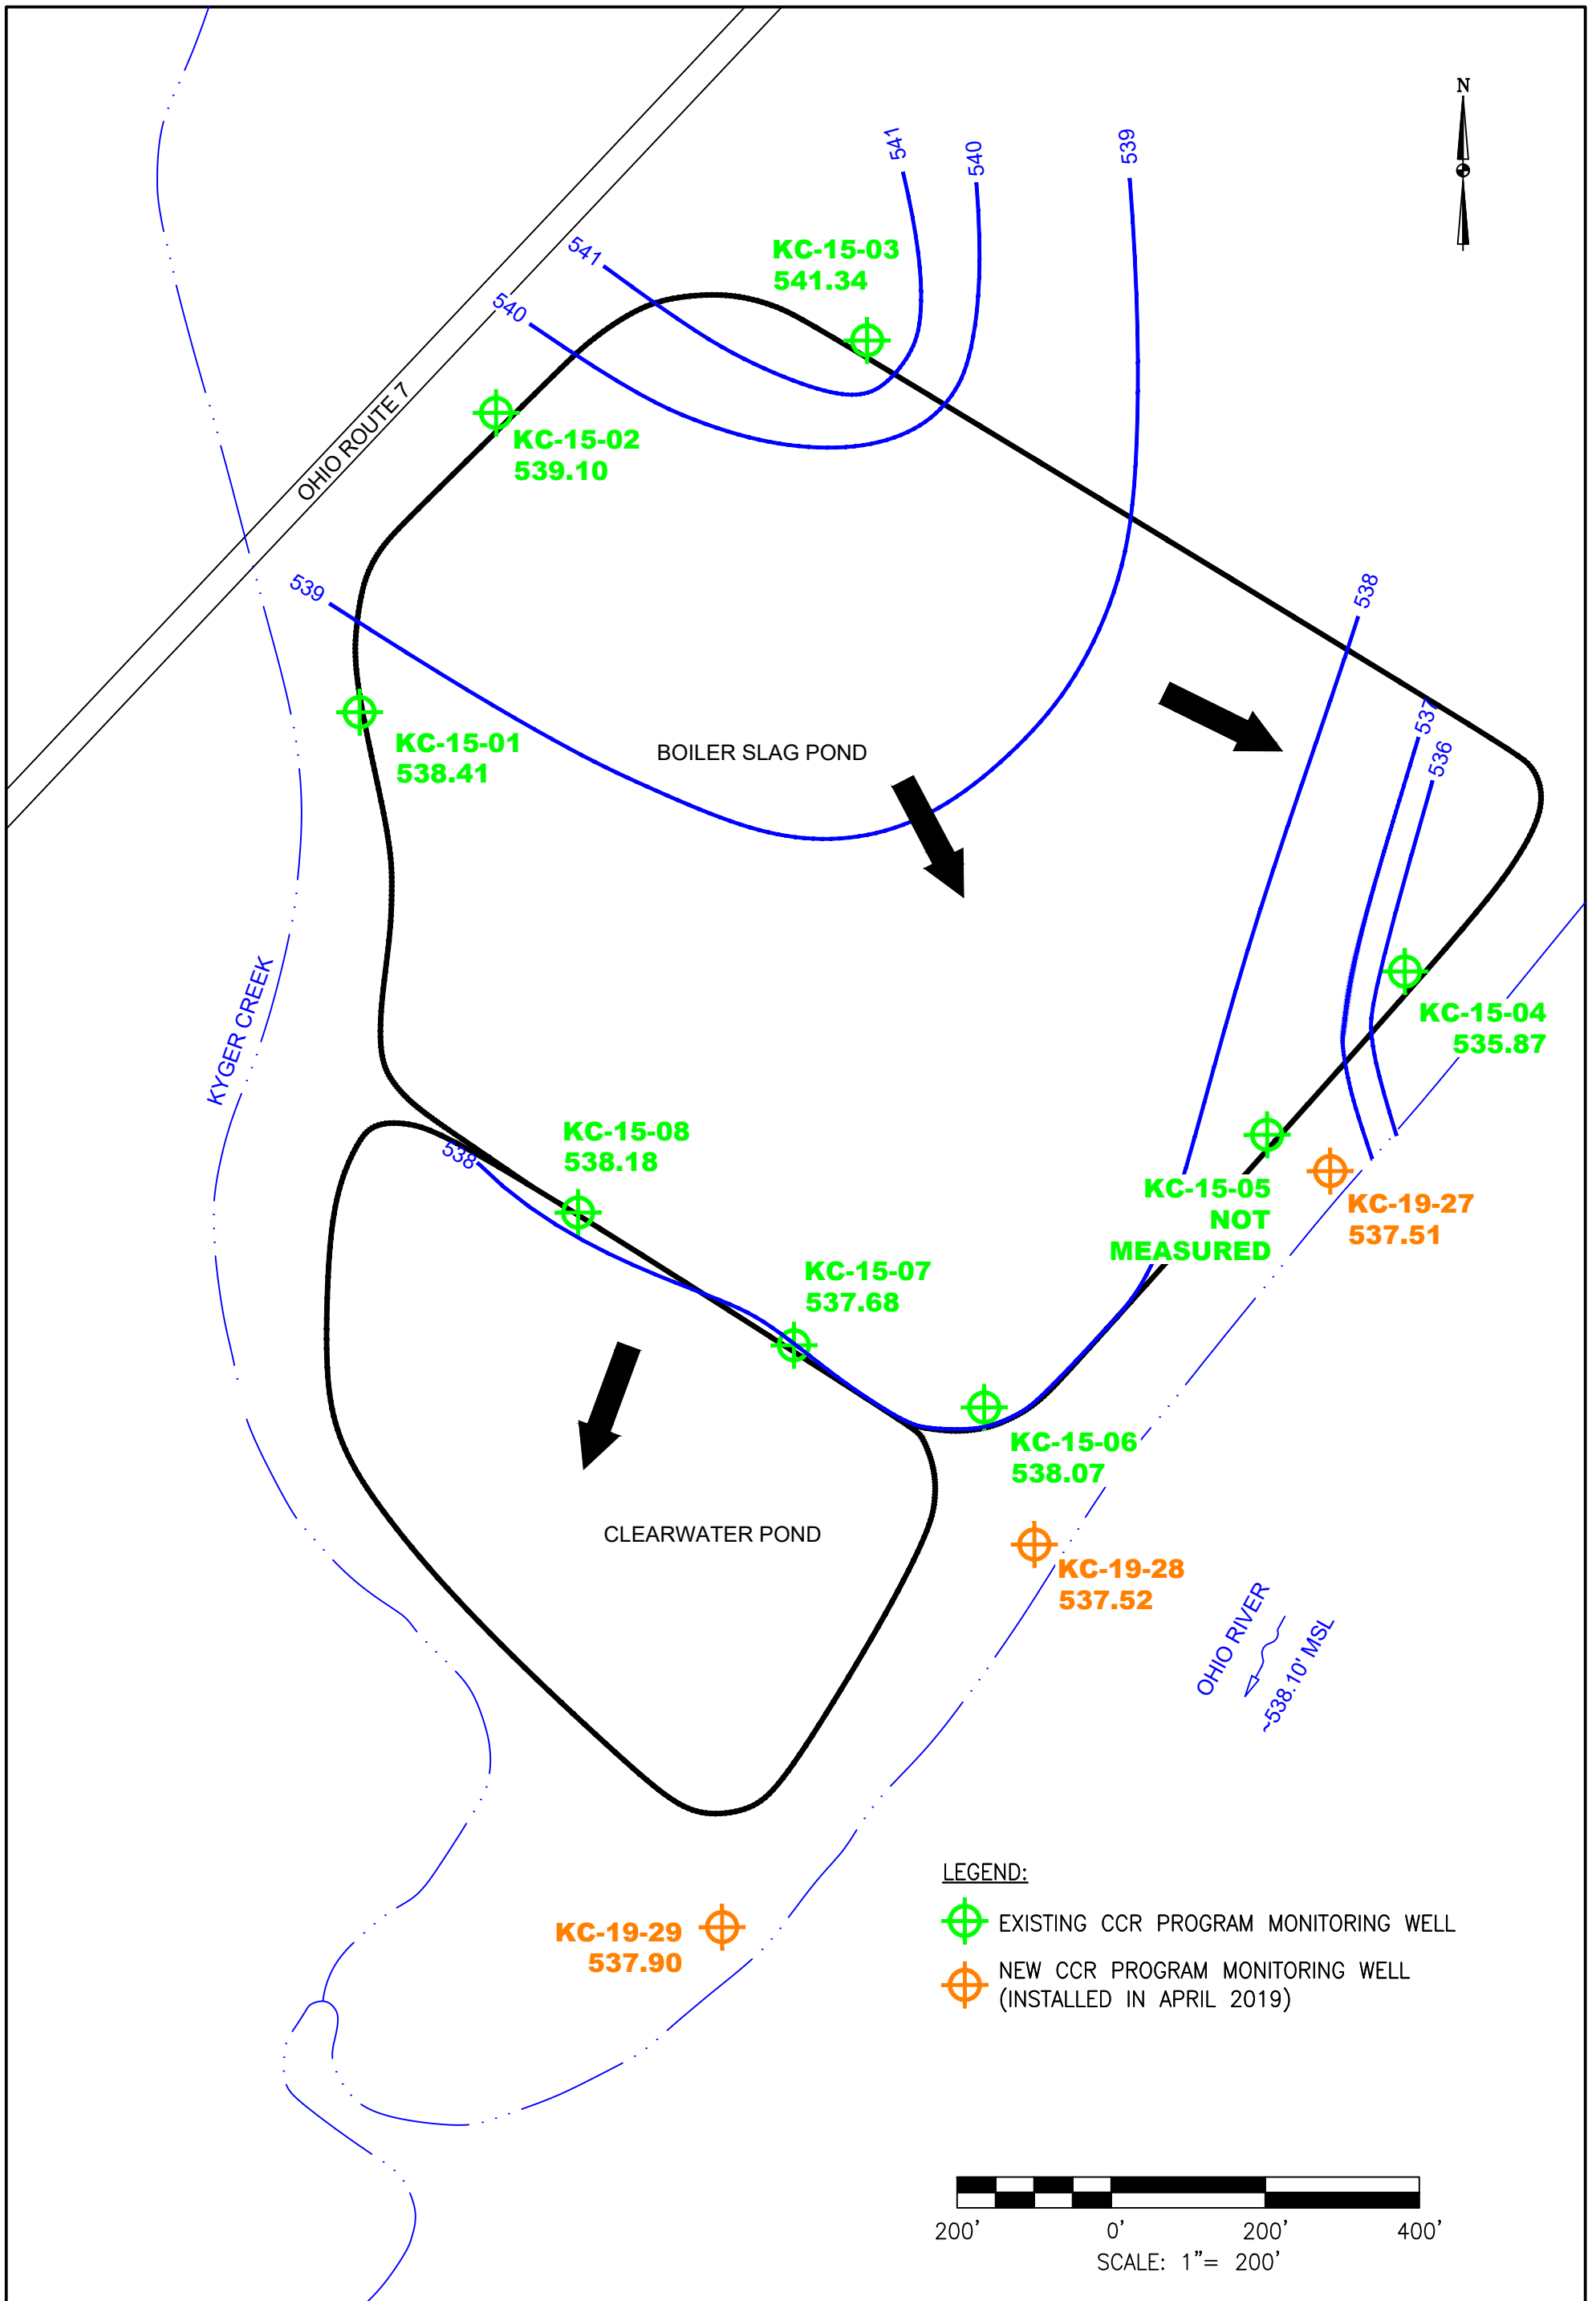 N
541
540
539
541
KC-15-03
541.34
540
OHIO ROUTE 7
KC-15-02
539.10
539
538
KC-15-01
538.41
BOILER SLAG POND
537
536
KYGER CREEK
KC-15-04
535.87
KC-15-08
538.18
538
KC-15-05
NOT
MEASURED
KC-19-27
537.51
KC-15-07
537.68
KC-15-06
538.07
CLEARWATER POND
KC-19-28
537.52
OHIO RIVER
~538.10' MSL
LEGEND:
EXISTING CCR PROGRAM MONITORING WELL
NEW CCR PROGRAM MONITORING WELL
(INSTALLED IN APRIL 2019)
KC-19-29
537.90
200' 0' 200' 400'
SCALE: 1"= 200'